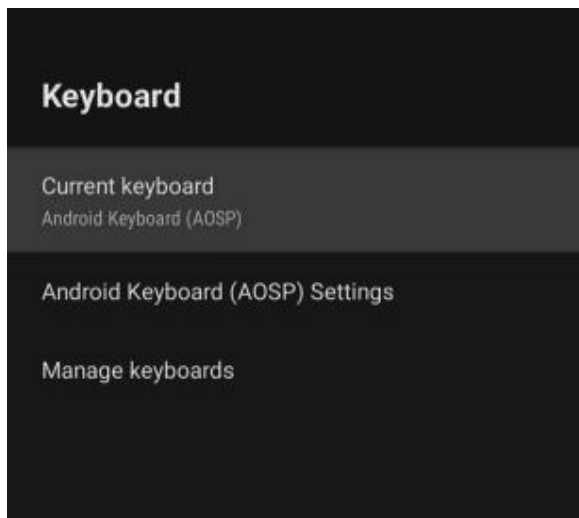 Keyboard
Current keyboard
Android Keyboard (AOSP)
Android Keyboard (AOSP) Settings
Manage keyboards